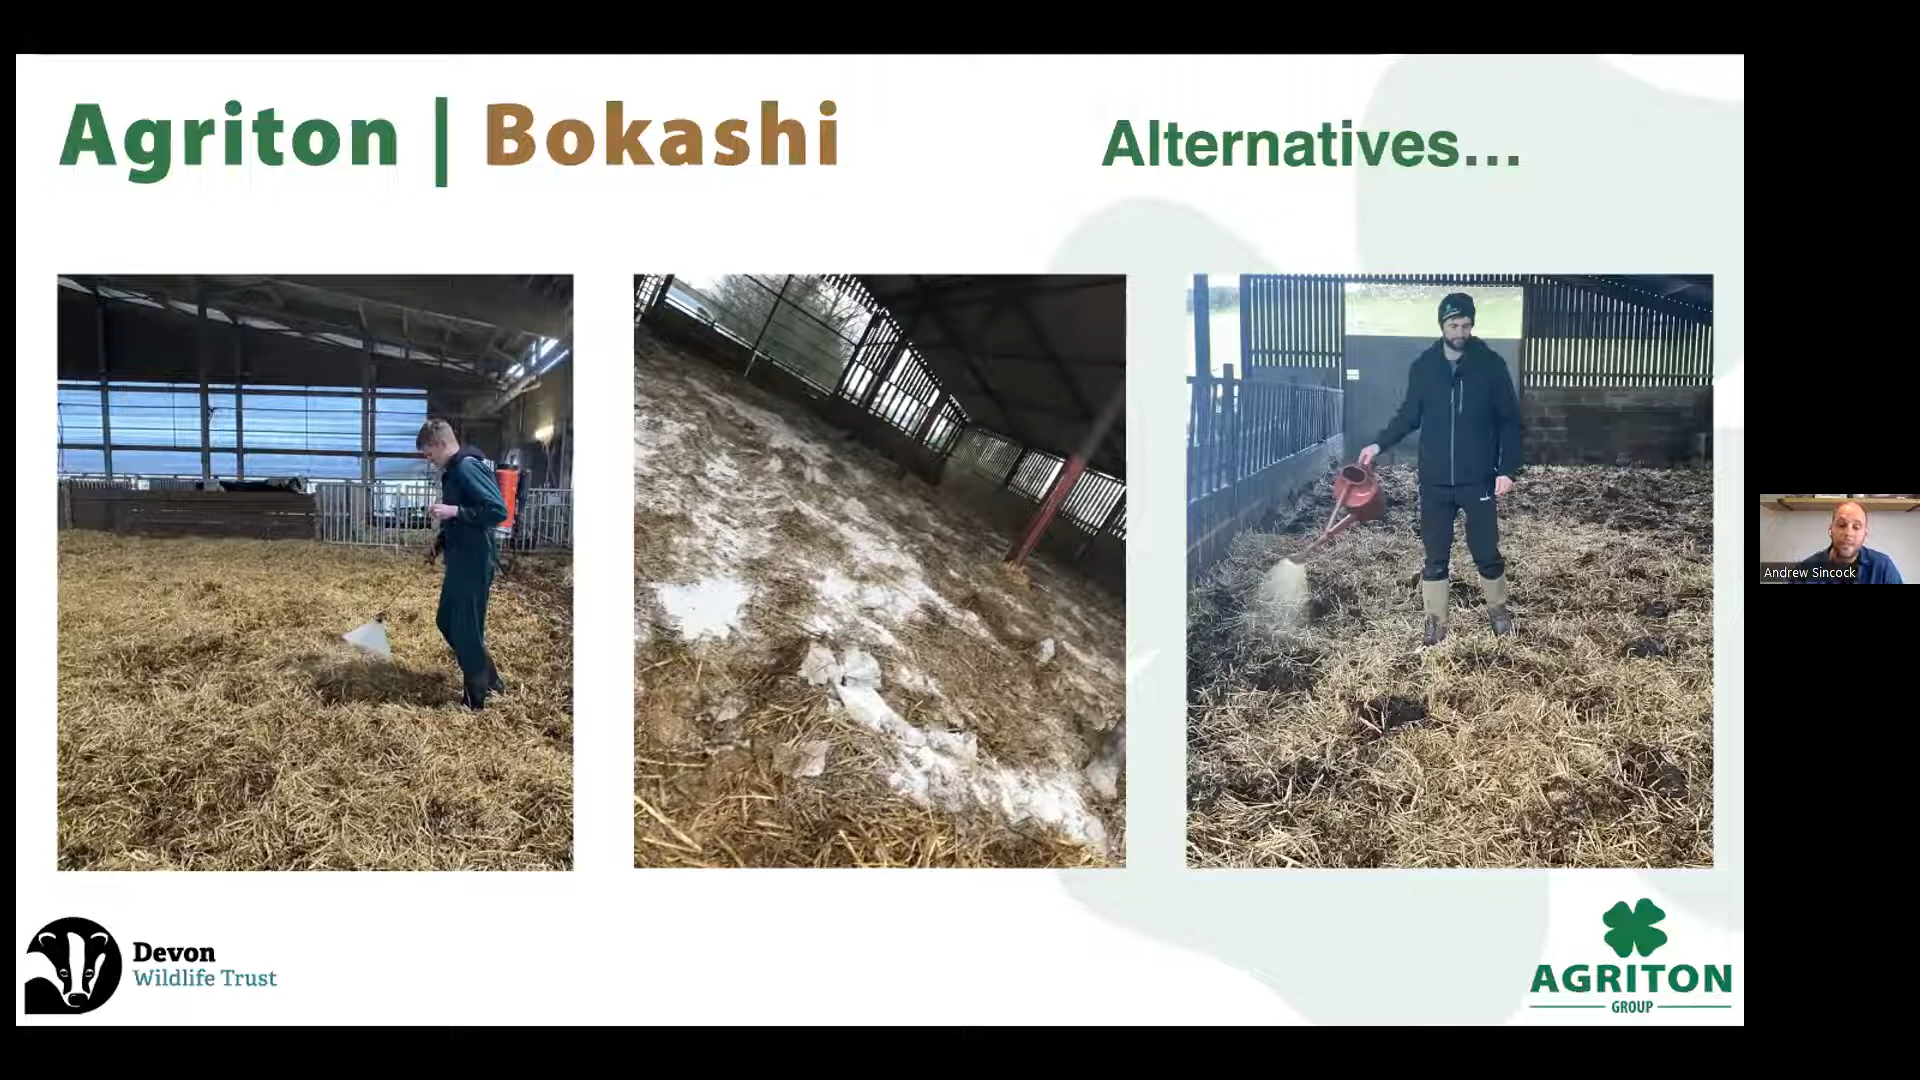 Agriton | Bokashi
Alternatives...
Andrew Sincock
Devon
Wildlife Trust
AGRITON
GROUP